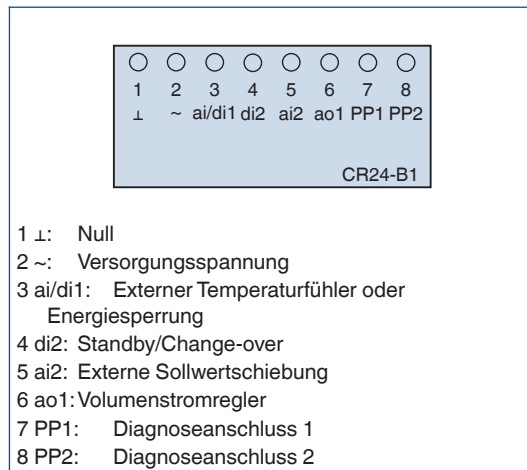 1 2 3 4 5 6 7 8
⊥ ~ ai/di1 di2 ai2 ao1 PP1 PP2
CR24-B1
1 ⊥: Null
2 ~: Versorgungsspannung
3 ai/di1: Externer Temperaturfühler oder
Energiesperrung
4 di2: Standby/Change-over
5 ai2: Externe Sollwertschiebung
6 ao1: Volumenstromregler
7 PP1: Diagnoseanschluss 1
8 PP2: Diagnoseanschluss 2